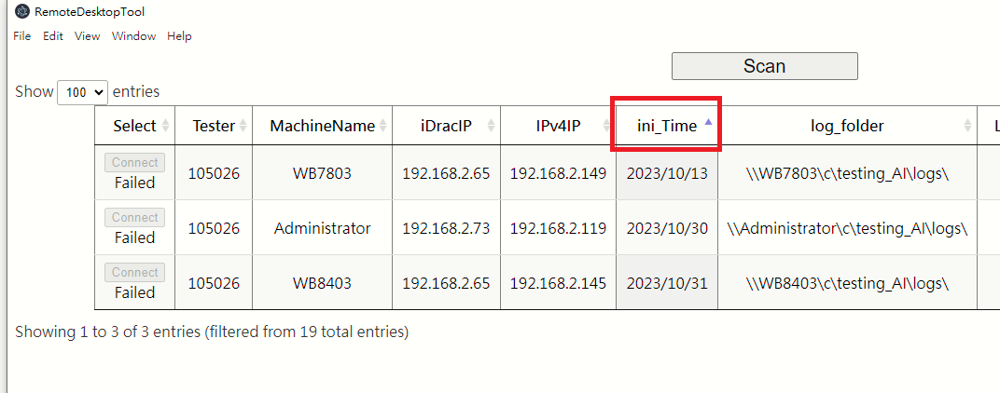 RemoteDesktopTool
File Edit View Window Help
Scan
Show 100 entries
Select Tester MachineName iDracIP IPv4IP ini_Time log_folder L
Connect
Failed 105026 WB7803 192.168.2.65 192.168.2.149 2023/10/13 \\WB7803\c\testing_AI\logs\
Connect
Failed 105026 Administrator 192.168.2.73 192.168.2.119 2023/10/30 \\Administrator\c\testing_AI\logs\
Connect
Failed 105026 WB8403 192.168.2.65 192.168.2.145 2023/10/31 \\WB8403\c\testing_AI\logs\
Showing 1 to 3 of 3 entries (filtered from 19 total entries)